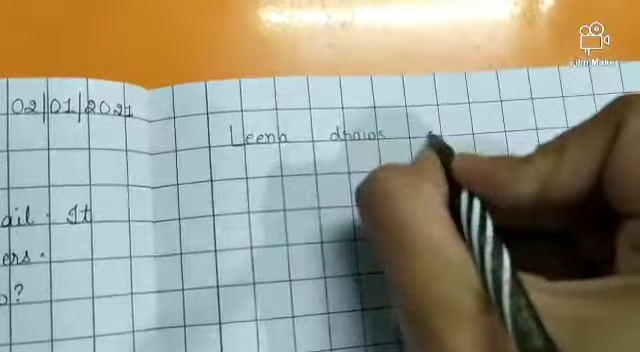 Film Maker
02/01/2021
Leena draws
ail. It
ers.
o?